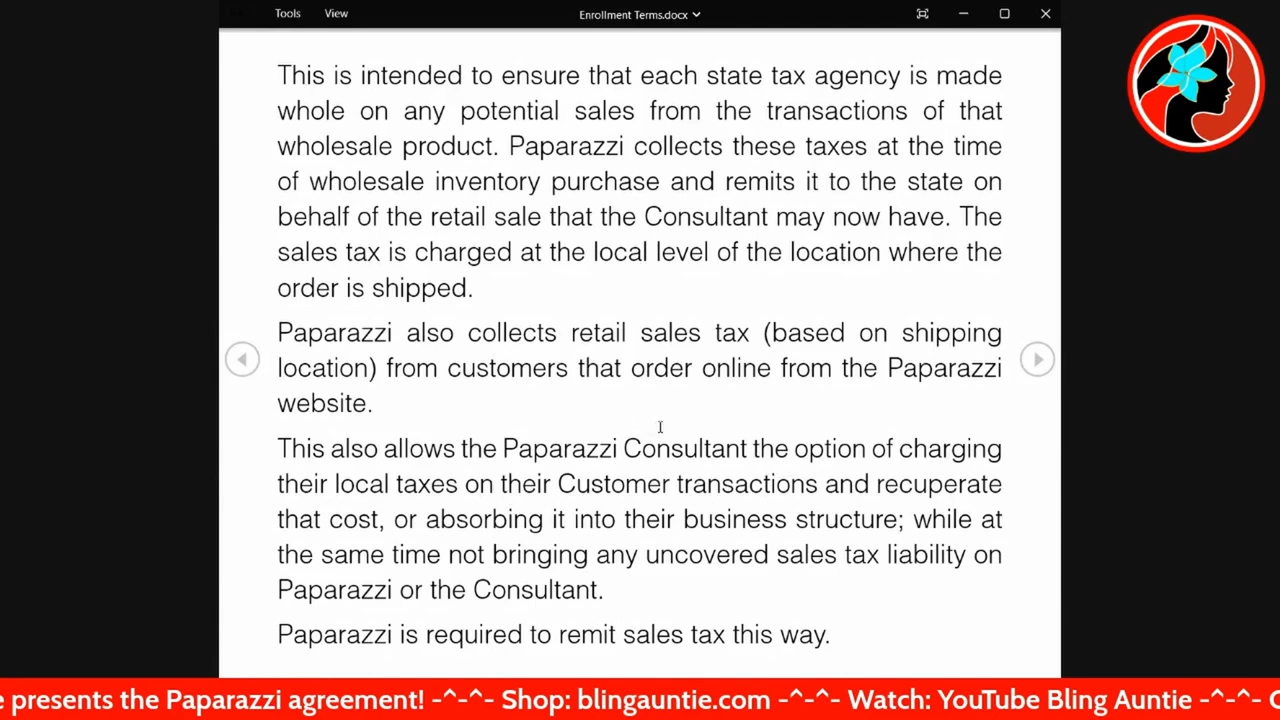 Tools View Enrollment Terms.docx
This is intended to ensure that each state tax agency is made
whole on any potential sales from the transactions of that
wholesale product. Paparazzi collects these taxes at the time
of wholesale inventory purchase and remits it to the state on
behalf of the retail sale that the Consultant may now have. The
sales tax is charged at the local level of the location where the
order is shipped.
Paparazzi also collects retail sales tax (based on shipping
location) from customers that order online from the Paparazzi
website.
This also allows the Paparazzi Consultant the option of charging
their local taxes on their Customer transactions and recuperate
that cost, or absorbing it into their business structure; while at
the same time not bringing any uncovered sales tax liability on
Paparazzi or the Consultant.
Paparazzi is required to remit sales tax this way.
presents the Paparazzi agreement! -^-^- Shop: blingauntie.com -^-^- Watch: YouTube Bling Auntie -^-^-